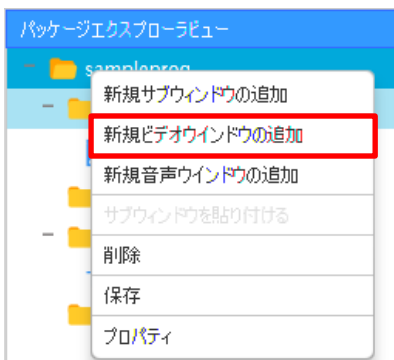 パッケージエクスプローラビュー
sampleprog
新規サブウィンドウの追加
新規ビデオウインドウの追加
新規音声ウインドウの追加
サブウィンドウを貼り付ける
削除
保存
プロパティ